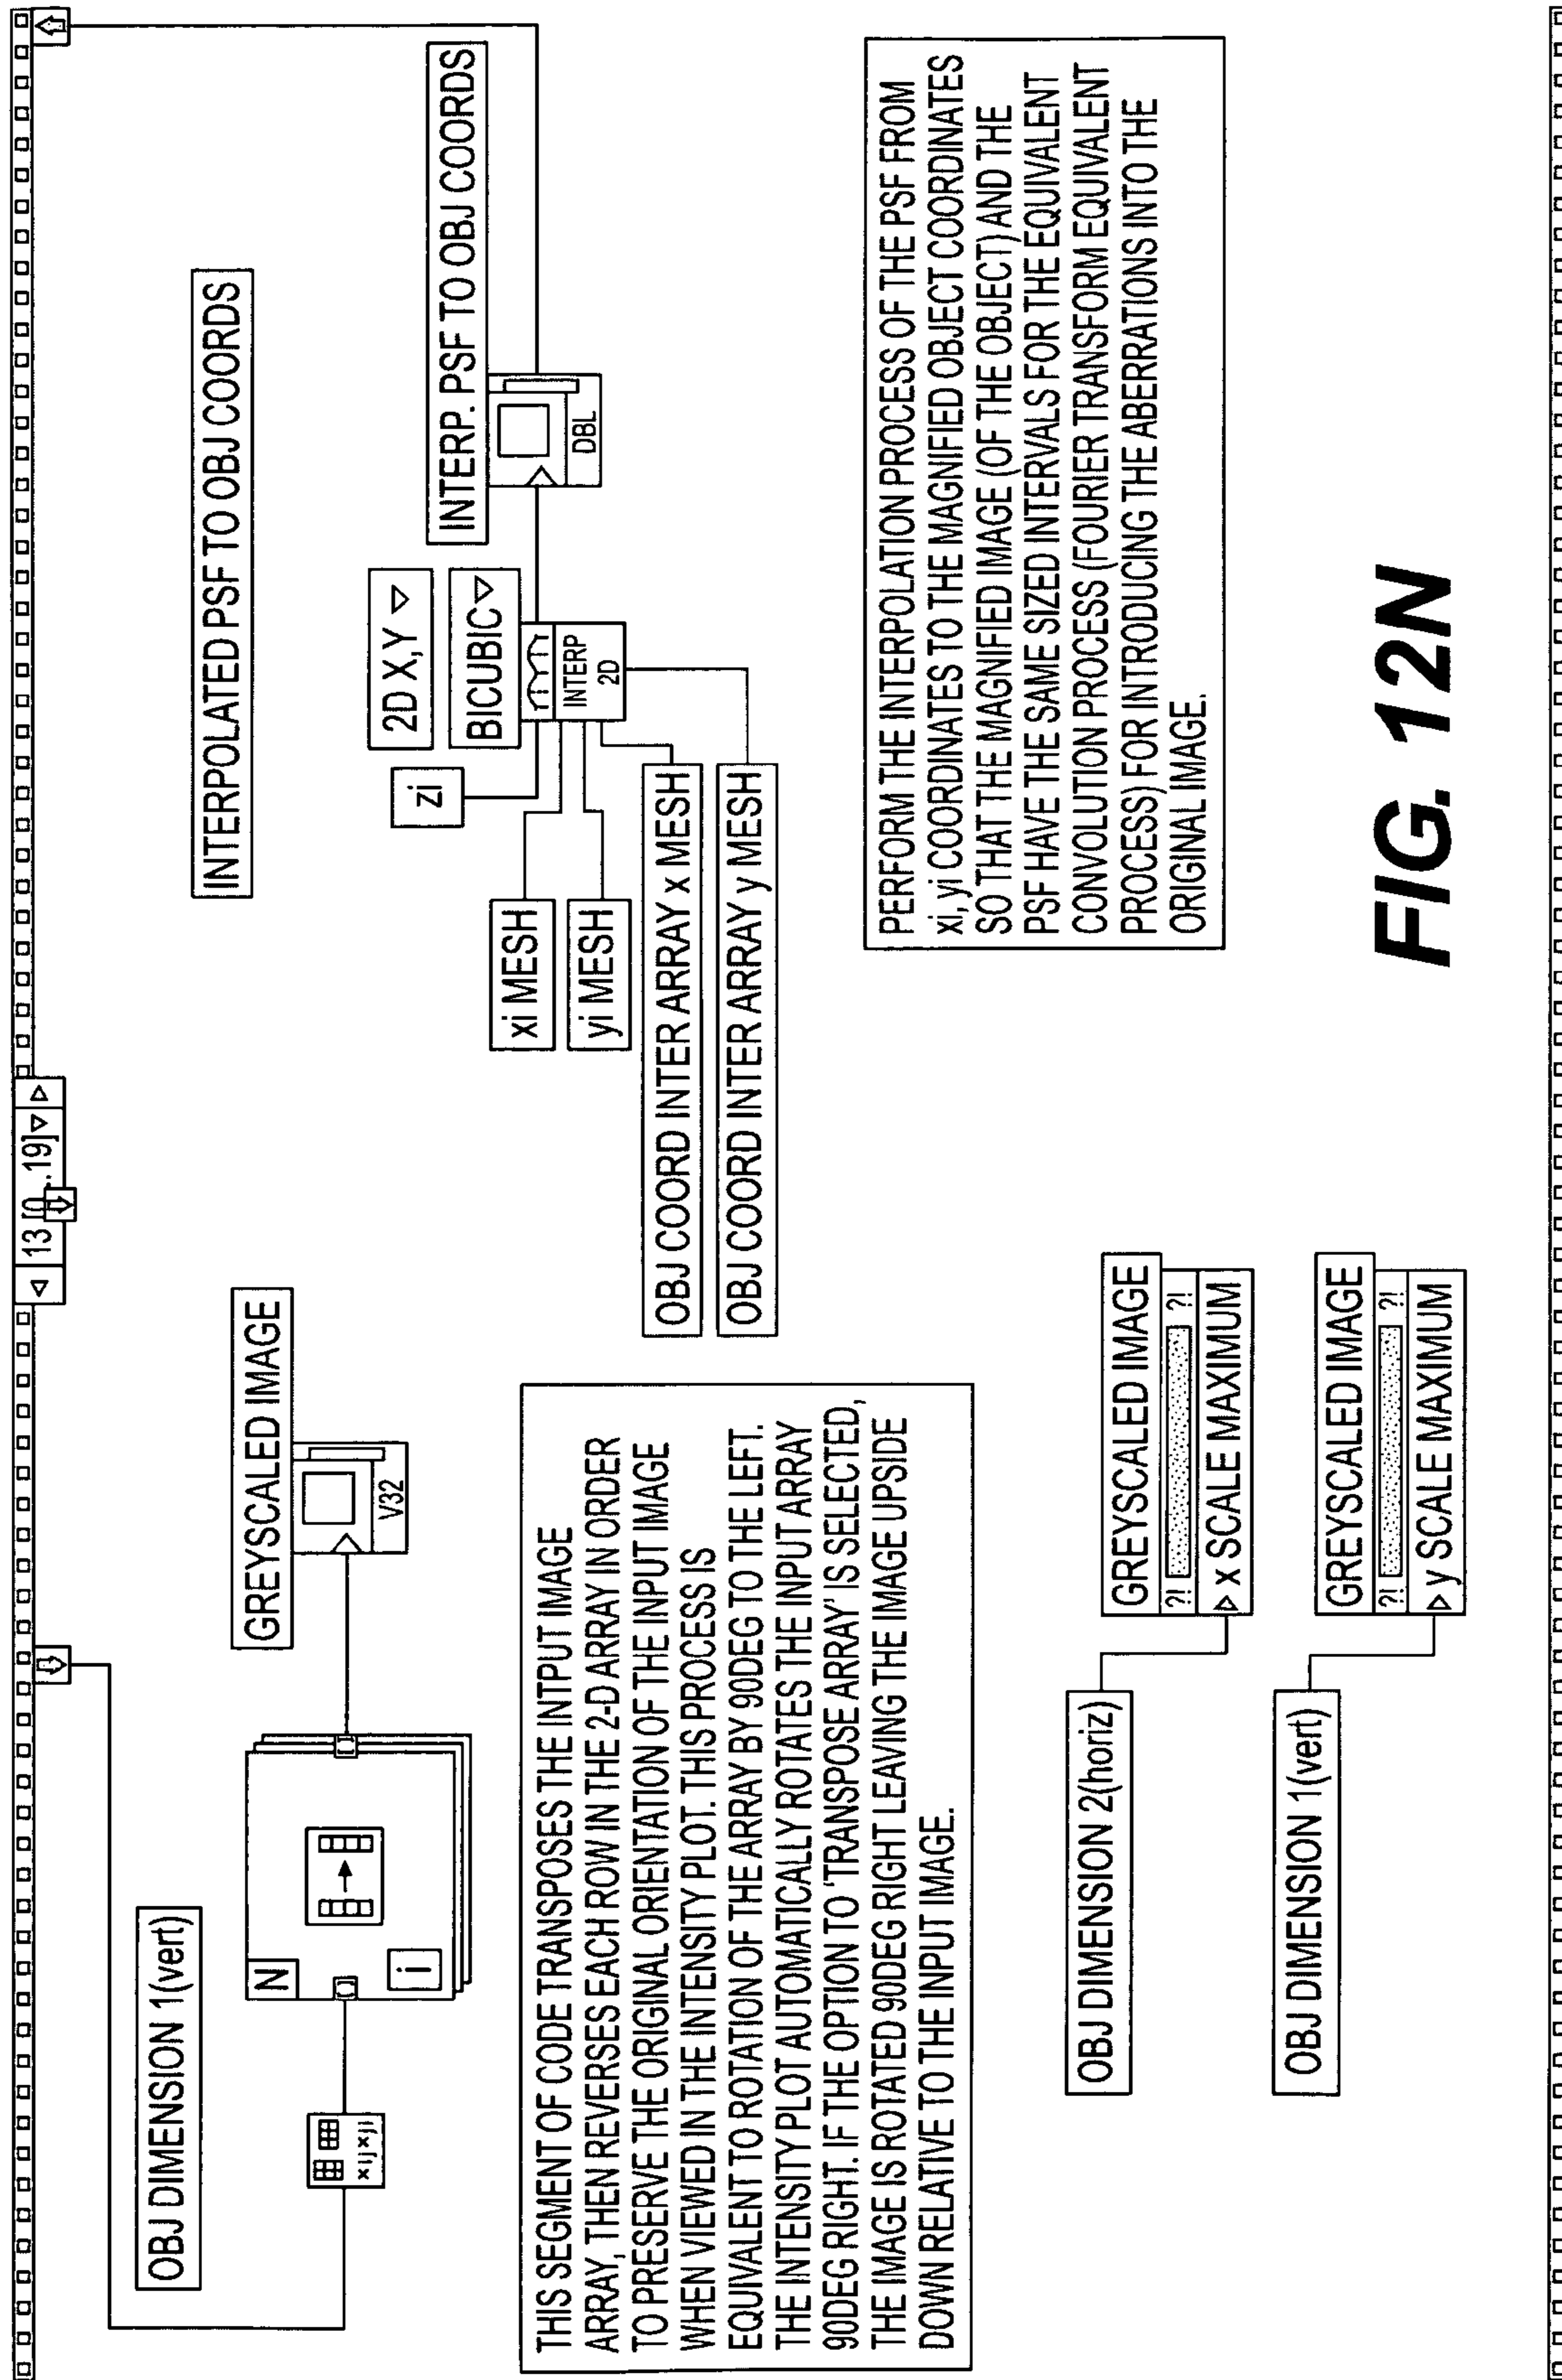 13 [0..19]
OBJ DIMENSION 1(vert)
GREYSCALED IMAGE
N
i
xij xji
V32
THIS SEGMENT OF CODE TRANSPOSES THE INTPUT IMAGE
ARRAY, THEN REVERSES EACH ROW IN THE 2-D ARRAY IN ORDER
TO PRESERVE THE ORIGINAL ORIENTATION OF THE INPUT IMAGE
WHEN VIEWED IN THE INTENSITY PLOT. THIS PROCESS IS
EQUIVALENT TO ROTATION OF THE ARRAY BY 90DEG TO THE LEFT.
THE INTENSITY PLOT AUTOMATICALLY ROTATES THE INPUT ARRAY
90DEG RIGHT. IF THE OPTION TO 'TRANSPOSE ARRAY' IS SELECTED,
THE IMAGE IS ROTATED 90DEG RIGHT LEAVING THE IMAGE UPSIDE
DOWN RELATIVE TO THE INPUT IMAGE.
OBJ DIMENSION 2(horiz)
GREYSCALED IMAGE
?! ?!
x SCALE MAXIMUM
OBJ DIMENSION 1(vert)
GREYSCALED IMAGE
?! ?!
y SCALE MAXIMUM
INTERPOLATED PSF TO OBJ COORDS
2D X,Y
BICUBIC
zi
INTERP. PSF TO OBJ COORDS
xi MESH
yi MESH
INTERP
2D
DBL
OBJ COORD INTER ARRAY x MESH
OBJ COORD INTER ARRAY y MESH
PERFORM THE INTERPOLATION PROCESS OF THE PSF FROM
xi, yi COORDINATES TO THE MAGNIFIED OBJECT COORDINATES
SO THAT THE MAGNIFIED IMAGE (OF THE OBJECT) AND THE
PSF HAVE THE SAME SIZED INTERVALS FOR THE EQUIVALENT
CONVOLUTION PROCESS (FOURIER TRANSFORM EQUIVALENT
PROCESS) FOR INTRODUCING THE ABERRATIONS INTO THE
ORIGINAL IMAGE.
FIG. 12N